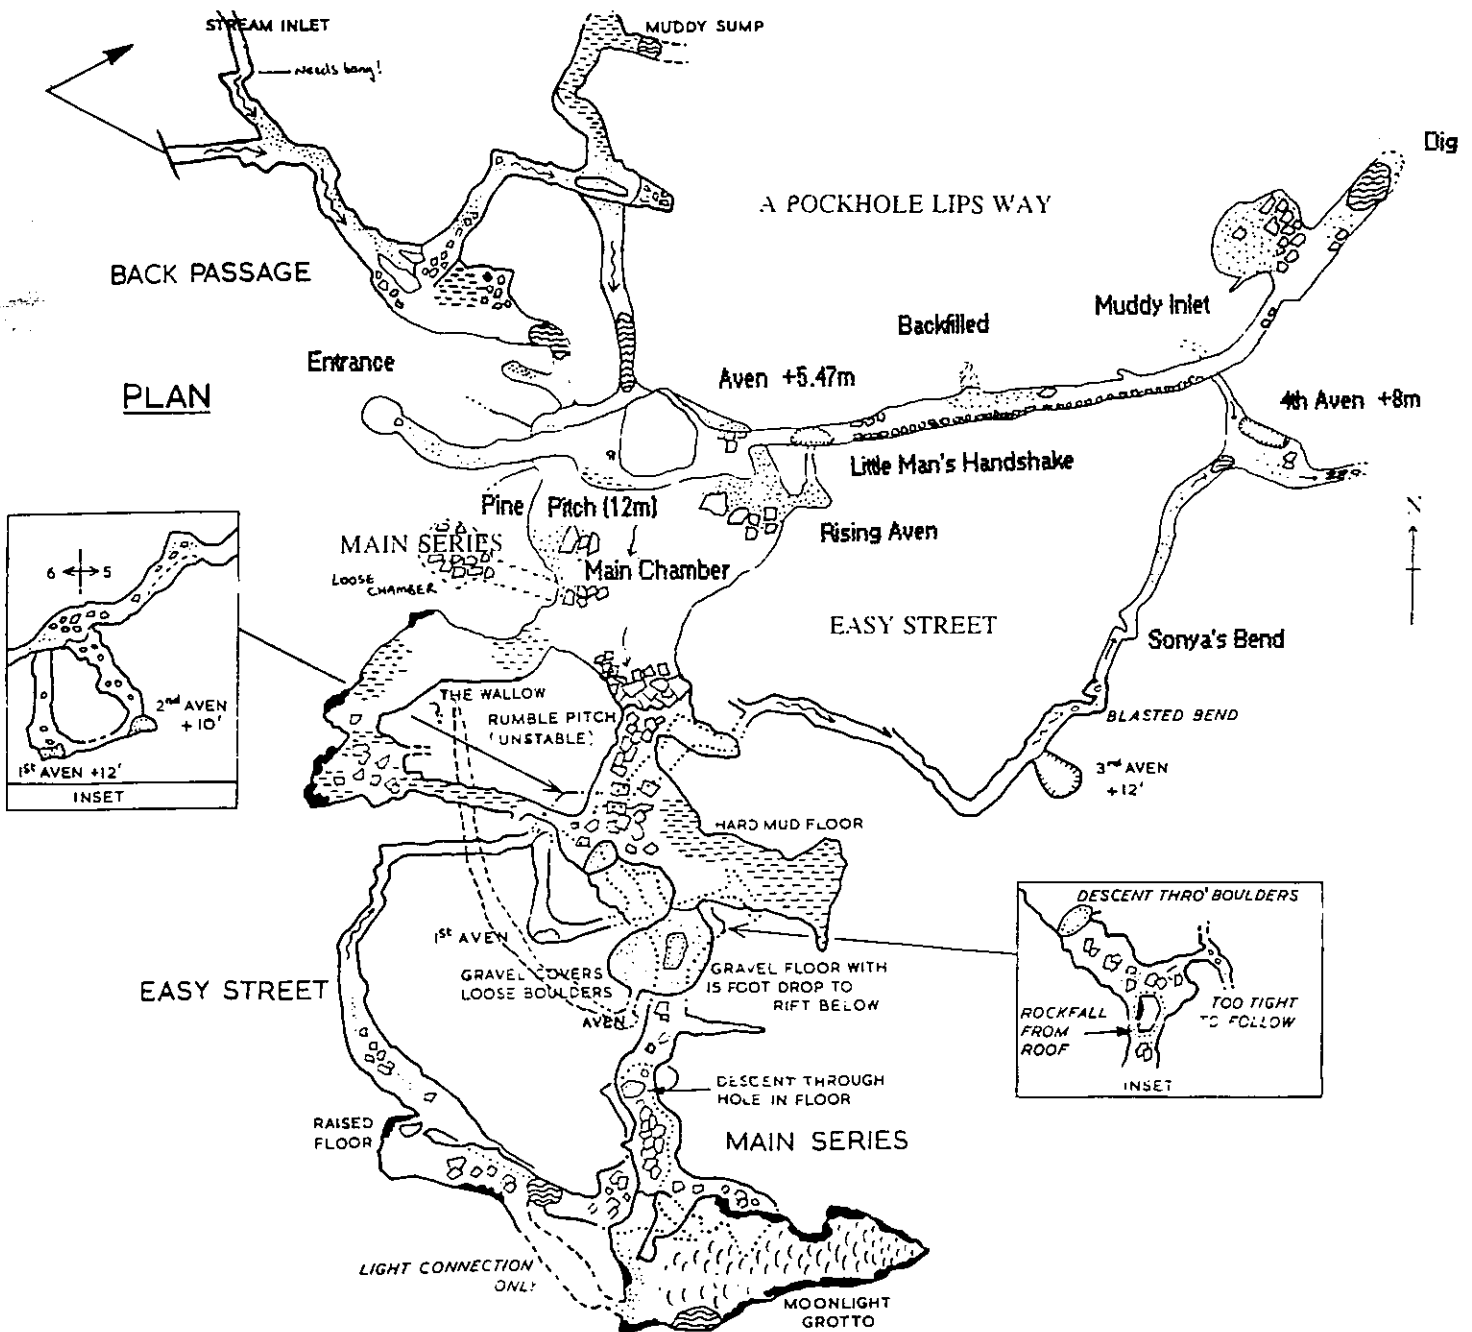 STREAM INLET
Needs bang!
MUDDY SUMP
Dig
A POCKHOLE LIPS WAY
BACK PASSAGE
Muddy Inlet
Backfilled
Entrance
Aven +5.47m
PLAN
4th Aven +8m
Little Man's Handshake
Pine Pitch (12m)
Rising Aven
N
MAIN SERIES
LOOSE
CHAMBER
Main Chamber
EASY STREET
Sonya's Bend
6 5
2nd AVEN
+10'
1st AVEN +12'
INSET
THE WALLOW
?
RUMBLE PITCH
(UNSTABLE)
BLASTED BEND
3nd AVEN
+12'
HARD MUD FLOOR
1st AVEN
GRAVEL COVERS
LOOSE BOULDERS
AVEN
GRAVEL FLOOR WITH
15 FOOT DROP TO
RIFT BELOW
EASY STREET
DESCENT THRO' BOULDERS
ROCKFALL
FROM
ROOF
TOO TIGHT
TO FOLLOW
INSET
DESCENT THROUGH
HOLE IN FLOOR
RAISED
FLOOR
MAIN SERIES
LIGHT CONNECTION
ONLY
MOONLIGHT
GROTTO